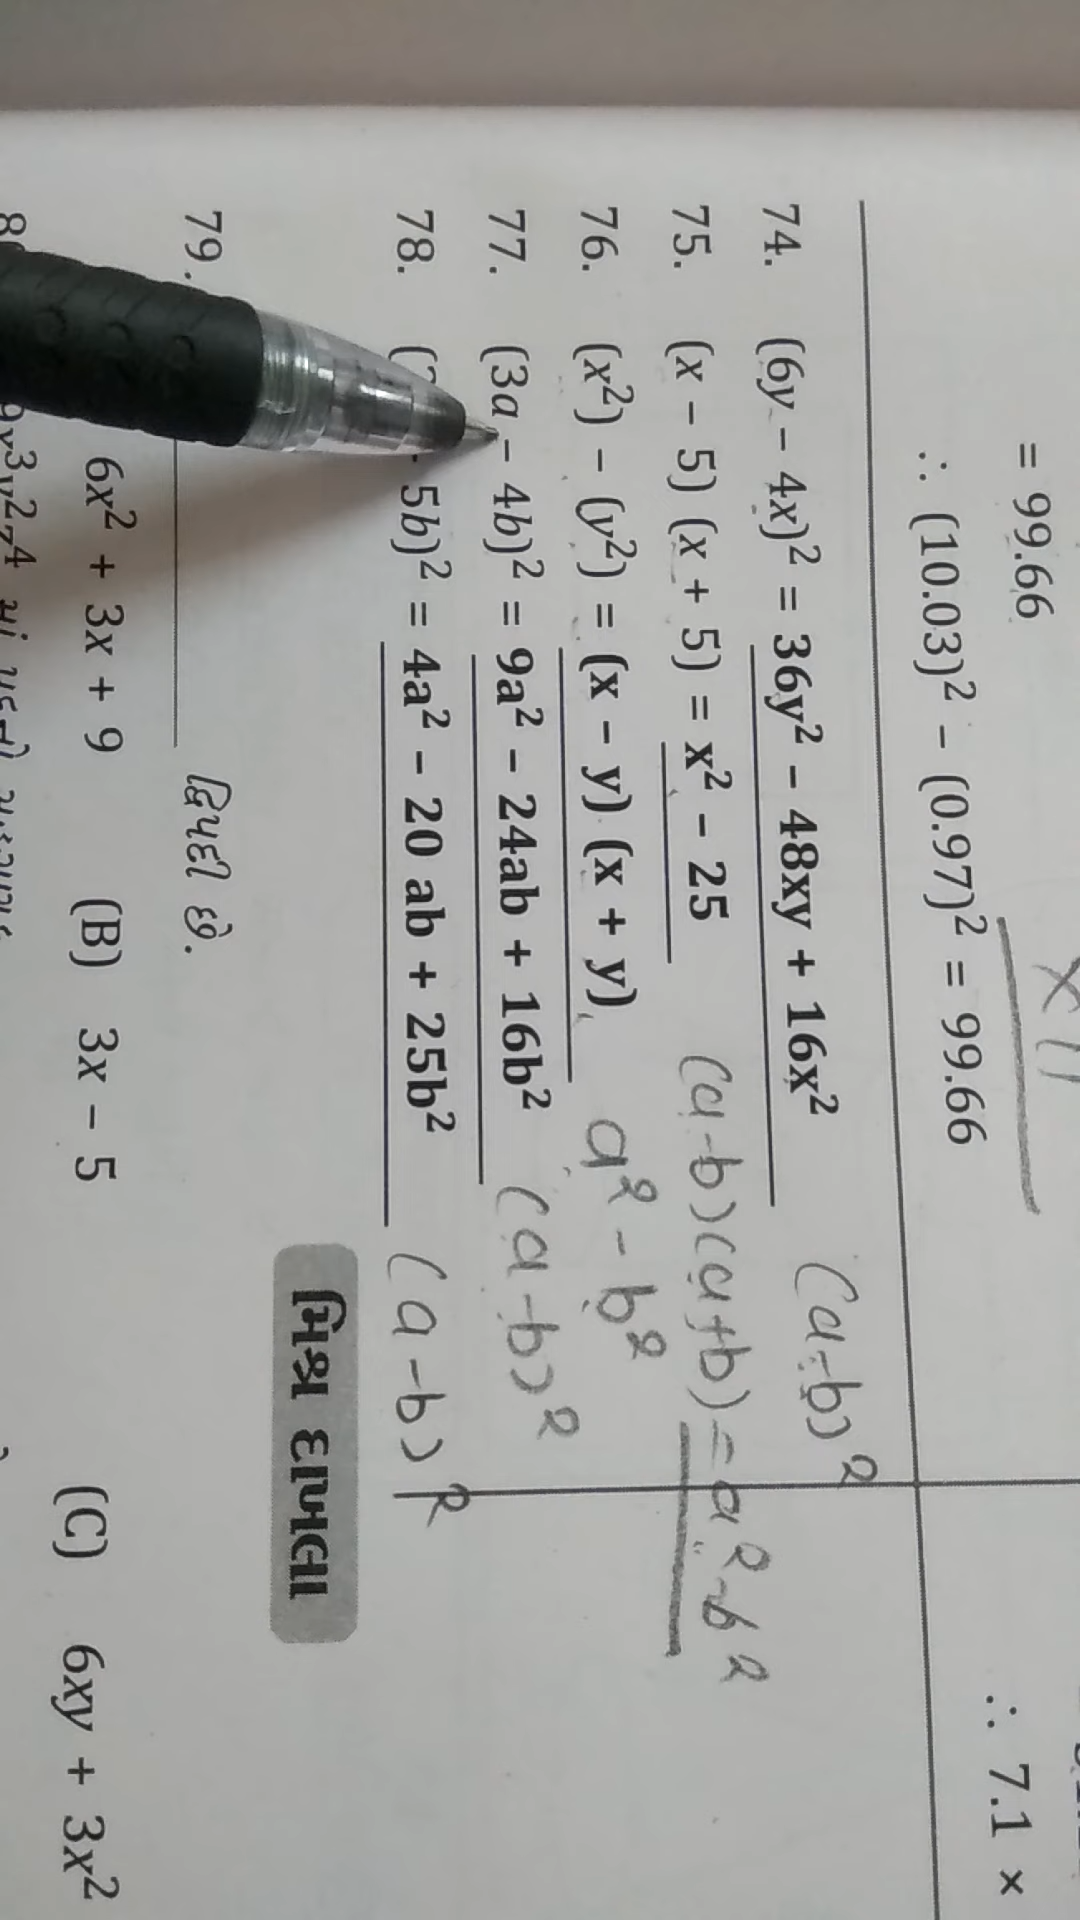 = 99.66
∴ (10.03)² – (0.97)² = 99.66
∴ 7.1 ×
74. (6y – 4x)² = 36y² – 48xy + 16x² (a-b)²
75. (x – 5) (x + 5) = x² – 25 (a-b)(a+b) = a²-b²
76. (x²) – (y²) = (x – y) (x + y) a²-b²
77. (3a – 4b)² = 9a² – 24ab + 16b² (a-b)²
78. 5b)² = 4a² – 20 ab + 25b² (a-b)²
મિશ્ર દાખલા
79. દ્વિપદી છે.
6x² + 3x + 9 (B) 3x – 5 (C) 6xy + 3x²